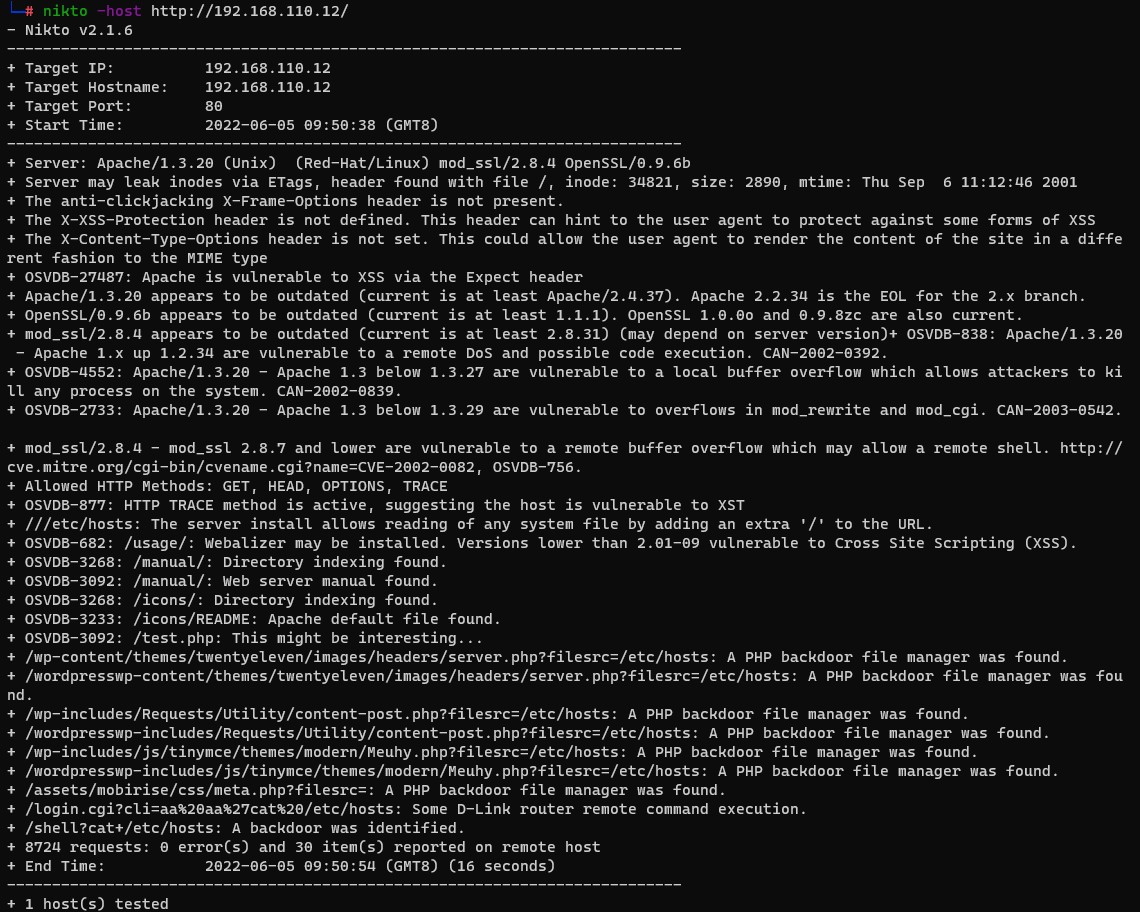 └─# nikto -host http://192.168.110.12/
- Nikto v2.1.6
---------------------------------------------------------------------------
+ Target IP:          192.168.110.12
+ Target Hostname:    192.168.110.12
+ Target Port:        80
+ Start Time:         2022-06-05 09:50:38 (GMT8)
---------------------------------------------------------------------------
+ Server: Apache/1.3.20 (Unix)  (Red-Hat/Linux) mod_ssl/2.8.4 OpenSSL/0.9.6b
+ Server may leak inodes via ETags, header found with file /, inode: 34821, size: 2890, mtime: Thu Sep  6 11:12:46 2001
+ The anti-clickjacking X-Frame-Options header is not present.
+ The X-XSS-Protection header is not defined. This header can hint to the user agent to protect against some forms of XSS
+ The X-Content-Type-Options header is not set. This could allow the user agent to render the content of the site in a diffe
rent fashion to the MIME type
+ OSVDB-27487: Apache is vulnerable to XSS via the Expect header
+ Apache/1.3.20 appears to be outdated (current is at least Apache/2.4.37). Apache 2.2.34 is the EOL for the 2.x branch.
+ OpenSSL/0.9.6b appears to be outdated (current is at least 1.1.1). OpenSSL 1.0.0o and 0.9.8zc are also current.
+ mod_ssl/2.8.4 appears to be outdated (current is at least 2.8.31) (may depend on server version)+ OSVDB-838: Apache/1.3.20
 - Apache 1.x up 1.2.34 are vulnerable to a remote DoS and possible code execution. CAN-2002-0392.
+ OSVDB-4552: Apache/1.3.20 - Apache 1.3 below 1.3.27 are vulnerable to a local buffer overflow which allows attackers to ki
ll any process on the system. CAN-2002-0839.
+ OSVDB-2733: Apache/1.3.20 - Apache 1.3 below 1.3.29 are vulnerable to overflows in mod_rewrite and mod_cgi. CAN-2003-0542.

+ mod_ssl/2.8.4 - mod_ssl 2.8.7 and lower are vulnerable to a remote buffer overflow which may allow a remote shell. http://
cve.mitre.org/cgi-bin/cvename.cgi?name=CVE-2002-0082, OSVDB-756.
+ Allowed HTTP Methods: GET, HEAD, OPTIONS, TRACE
+ OSVDB-877: HTTP TRACE method is active, suggesting the host is vulnerable to XST
+ ///etc/hosts: The server install allows reading of any system file by adding an extra '/' to the URL.
+ OSVDB-682: /usage/: Webalizer may be installed. Versions lower than 2.01-09 vulnerable to Cross Site Scripting (XSS).
+ OSVDB-3268: /manual/: Directory indexing found.
+ OSVDB-3092: /manual/: Web server manual found.
+ OSVDB-3268: /icons/: Directory indexing found.
+ OSVDB-3233: /icons/README: Apache default file found.
+ OSVDB-3092: /test.php: This might be interesting...
+ /wp-content/themes/twentyeleven/images/headers/server.php?filesrc=/etc/hosts: A PHP backdoor file manager was found.
+ /wordpresswp-content/themes/twentyeleven/images/headers/server.php?filesrc=/etc/hosts: A PHP backdoor file manager was fou
nd.
+ /wp-includes/Requests/Utility/content-post.php?filesrc=/etc/hosts: A PHP backdoor file manager was found.
+ /wordpresswp-includes/Requests/Utility/content-post.php?filesrc=/etc/hosts: A PHP backdoor file manager was found.
+ /wp-includes/js/tinymce/themes/modern/Meuhy.php?filesrc=/etc/hosts: A PHP backdoor file manager was found.
+ /wordpresswp-includes/js/tinymce/themes/modern/Meuhy.php?filesrc=/etc/hosts: A PHP backdoor file manager was found.
+ /assets/mobirise/css/meta.php?filesrc=: A PHP backdoor file manager was found.
+ /login.cgi?cli=aa%20aa%27cat%20/etc/hosts: Some D-Link router remote command execution.
+ /shell?cat+/etc/hosts: A backdoor was identified.
+ 8724 requests: 0 error(s) and 30 item(s) reported on remote host
+ End Time:           2022-06-05 09:50:54 (GMT8) (16 seconds)
---------------------------------------------------------------------------
+ 1 host(s) tested